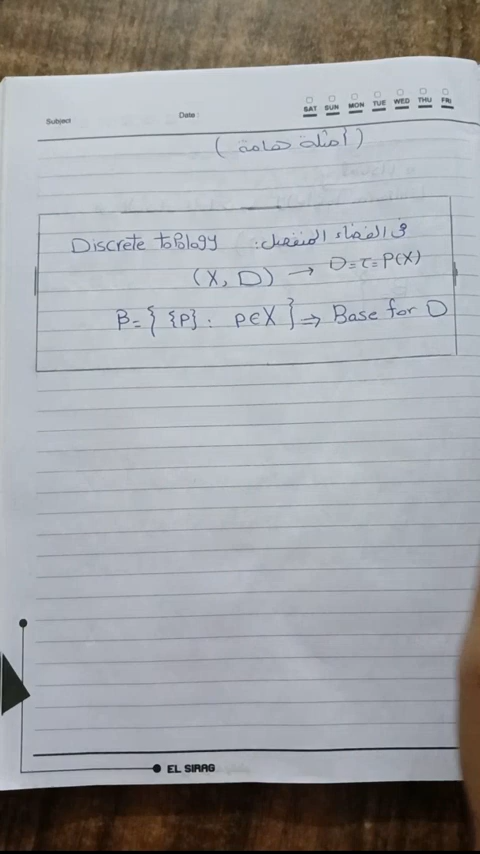 SAT SUN MON TUE WED THU FRI
Subject Date :
(أمثلة هامة)
في الفضاء المنفصل: Discrete topology
(X, D) → D = τ = P(X)
β = { {p} : p∈X } ⇒ Base for D
EL SIRAG